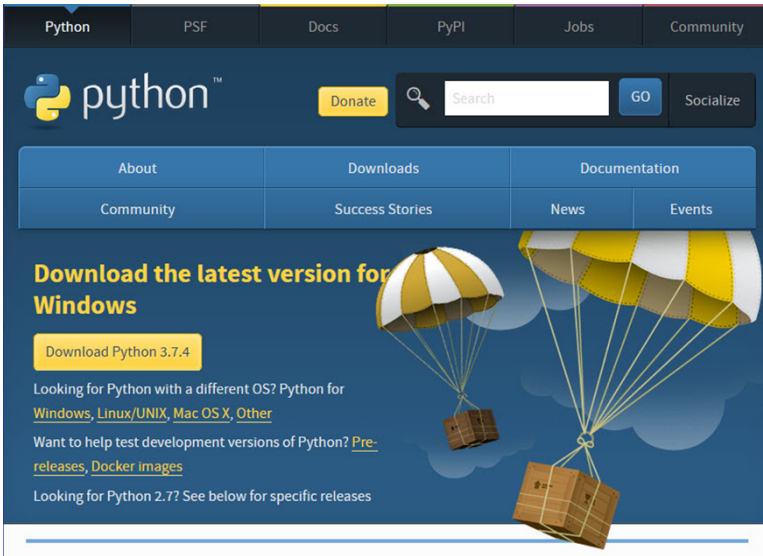 Python PSF Docs PyPI Jobs Community
python™ Donate Search GO Socialize
About Downloads Documentation
Community Success Stories News Events
Download the latest version for
Windows
Download Python 3.7.4
Looking for Python with a different OS? Python for
Windows, Linux/UNIX, Mac OS X, Other
Want to help test development versions of Python? Pre-
releases, Docker images
Looking for Python 2.7? See below for specific releases